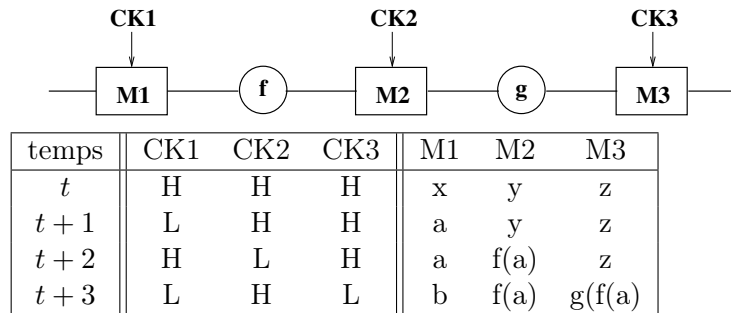 CK1 CK2 CK3
M1 f M2 g M3
temps CK1 CK2 CK3 M1 M2 M3
t H H H x y z
t + 1 L H H a y z
t + 2 H L H a f(a) z
t + 3 L H L b f(a) g(f(a)